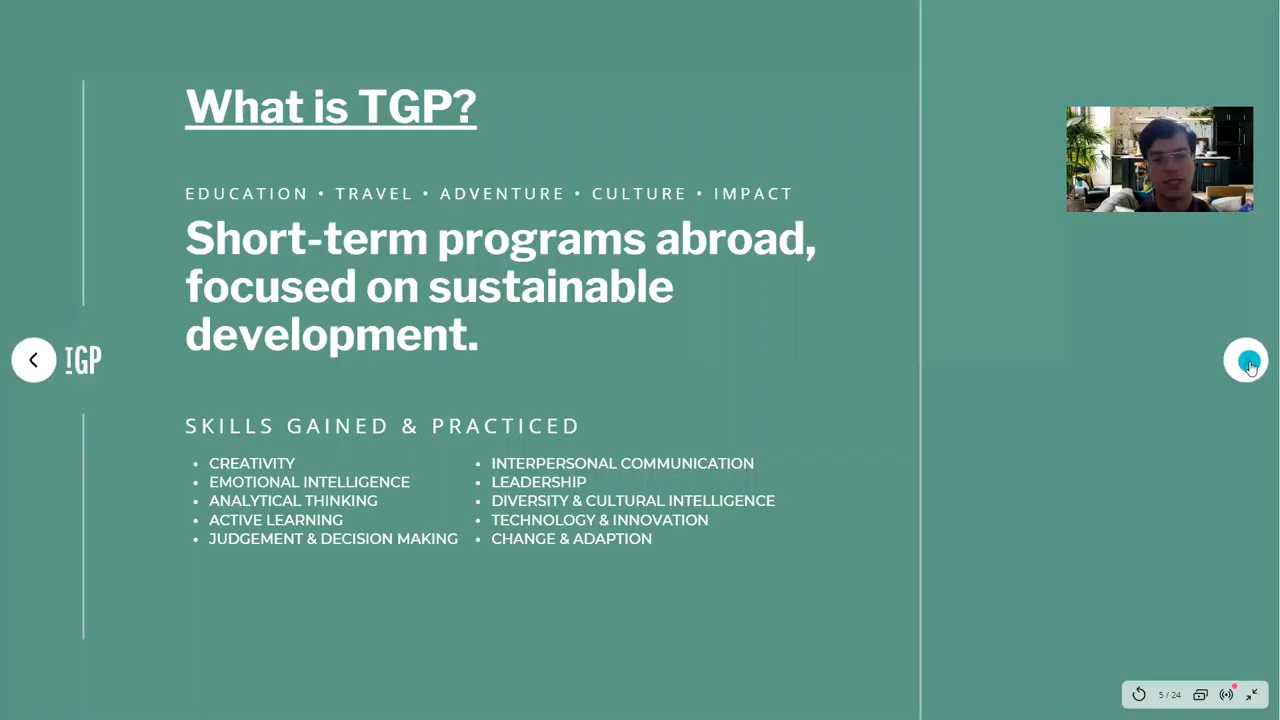 What is TGP?
EDUCATION • TRAVEL • ADVENTURE • CULTURE • IMPACT
Short-term programs abroad,
focused on sustainable
development.
TGP
SKILLS GAINED & PRACTICED
• CREATIVITY
• EMOTIONAL INTELLIGENCE
• ANALYTICAL THINKING
• ACTIVE LEARNING
• JUDGEMENT & DECISION MAKING
• INTERPERSONAL COMMUNICATION
• LEADERSHIP
• DIVERSITY & CULTURAL INTELLIGENCE
• TECHNOLOGY & INNOVATION
• CHANGE & ADAPTION
5 / 24